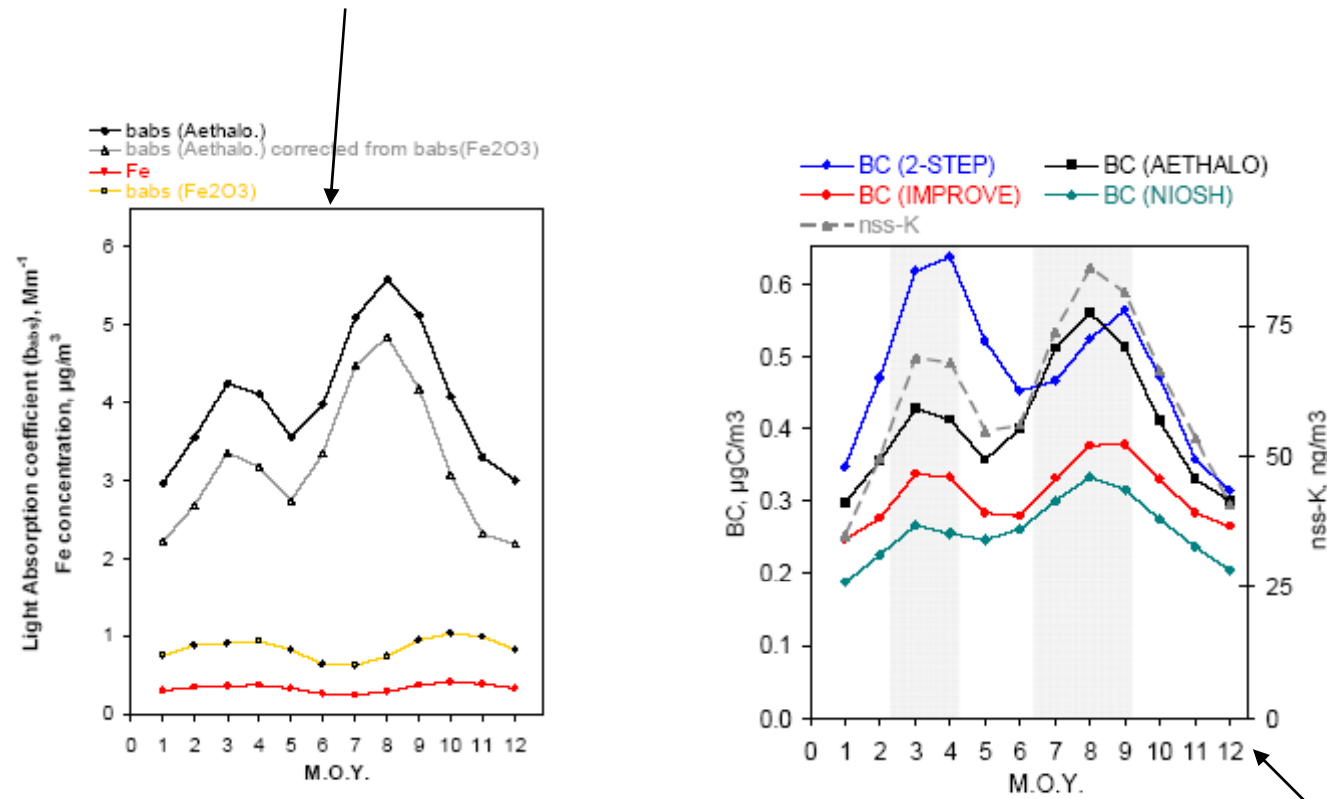 babs (Aethalo.)
babs (Aethalo.) corrected from babs(Fe2O3)
Fe
babs (Fe2O3)
Light Absorption coefficient (babs), Mm-1
Fe concentration, µg/m3
6
5
4
3
2
1
0
0 1 2 3 4 5 6 7 8 9 10 11 12
M.O.Y.
BC (2-STEP) BC (AETHALO)
BC (IMPROVE) BC (NIOSH)
nss-K
BC, µgC/m3
0.6
0.5
0.4
0.3
0.2
0.1
0.0
75
50
25
0
nss-K, ng/m3
0 1 2 3 4 5 6 7 8 9 10 11 12
M.O.Y.